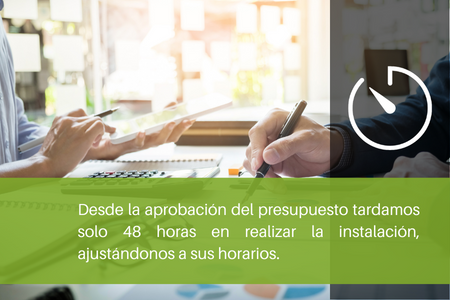 Desde la aprobación del presupuesto tardamos
solo 48 horas en realizar la instalación,
ajustándonos a sus horarios.